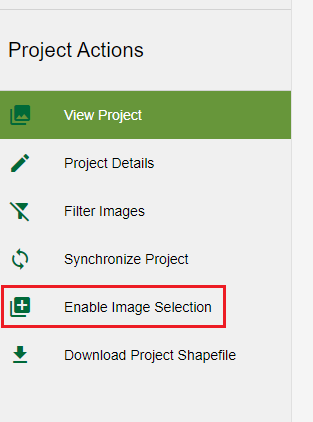 Project Actions
View Project
Project Details
Filter Images
Synchronize Project
Enable Image Selection
Download Project Shapefile